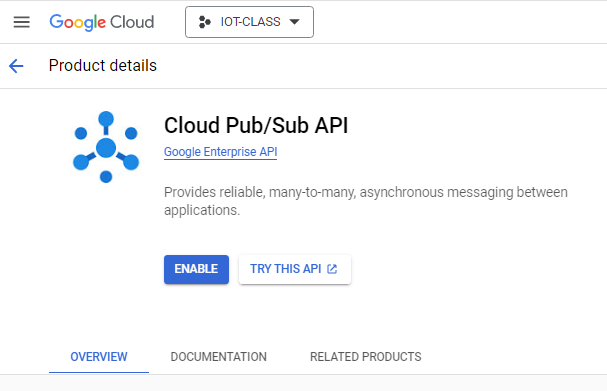 Google Cloud
IOT-CLASS
Product details
Cloud Pub/Sub API
Google Enterprise API
Provides reliable, many-to-many, asynchronous messaging between
applications.
ENABLE
TRY THIS API
OVERVIEW
DOCUMENTATION
RELATED PRODUCTS